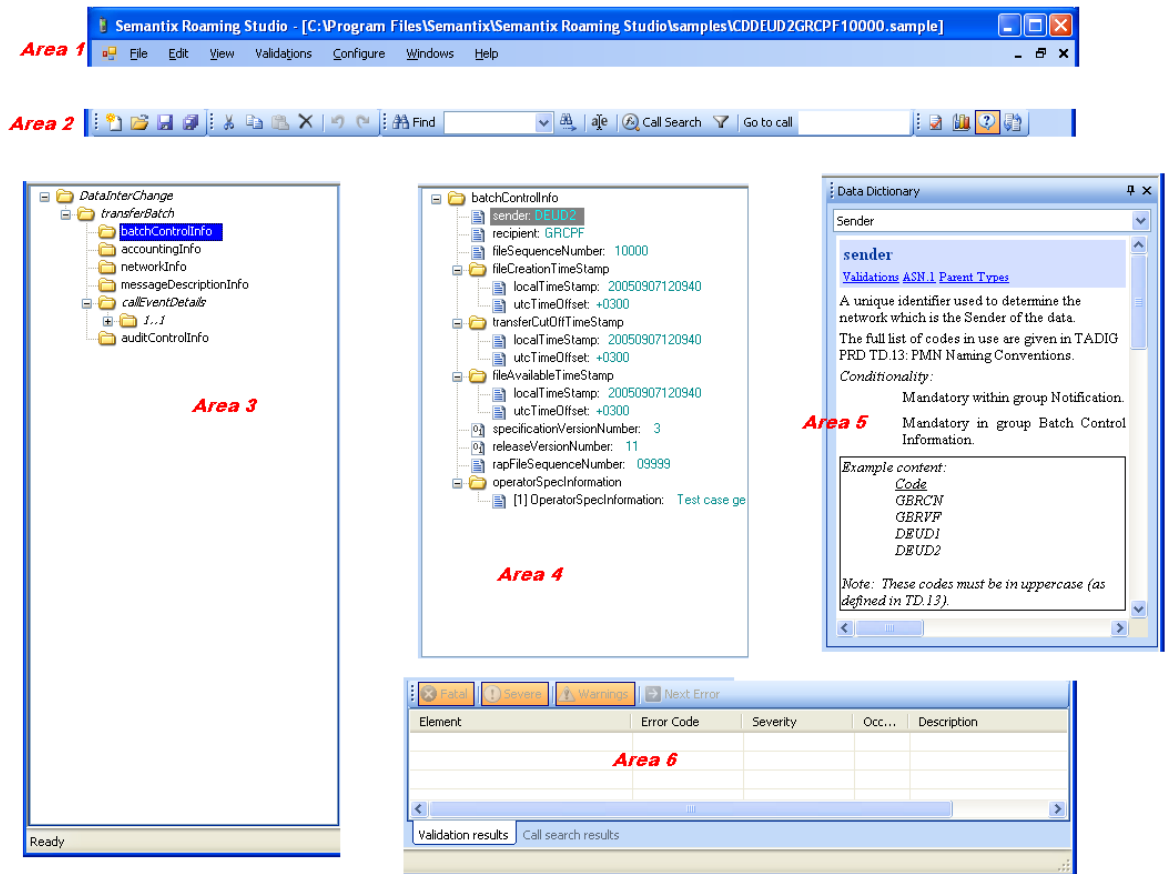 Semantix Roaming Studio - [C:\Program Files\Semantix\Semantix Roaming Studio\samples\CDDEUD2GRCPF10000.sample]
Area 1
File Edit View Validations Configure Windows Help
Area 2
Find Call Search Go to call
DataInterChange
transferBatch
batchControlInfo
accountingInfo
networkInfo
messageDescriptionInfo
callEventDetails
1..1
auditControlInfo
Area 3
Ready
batchControlInfo
sender: DEUD2
recipient: GRCPF
fileSequenceNumber: 10000
fileCreationTimeStamp
localTimeStamp: 20050907120940
utcTimeOffset: +0300
transferCutOffTimeStamp
localTimeStamp: 20050907120940
utcTimeOffset: +0300
fileAvailableTimeStamp
localTimeStamp: 20050907120940
utcTimeOffset: +0300
specificationVersionNumber: 3
releaseVersionNumber: 11
rapFileSequenceNumber: 09999
operatorSpecInformation
[1] OperatorSpecInformation: Test case ge
Area 4
Data Dictionary
Sender
sender
Validations ASN.1 Parent Types
A unique identifier used to determine the
network which is the Sender of the data.
The full list of codes in use are given in TADIG
PRD TD.13: PMN Naming Conventions.
Conditionality:
Mandatory within group Notification.
Area 5
Mandatory in group Batch Control
Information.
Example content:
Code
GBRCN
GBRVF
DEUD1
DEUD2
Note: These codes must be in uppercase (as
defined in TD.13).
Fatal Severe Warnings Next Error
Element Error Code Severity Occ... Description
Area 6
Validation results Call search results